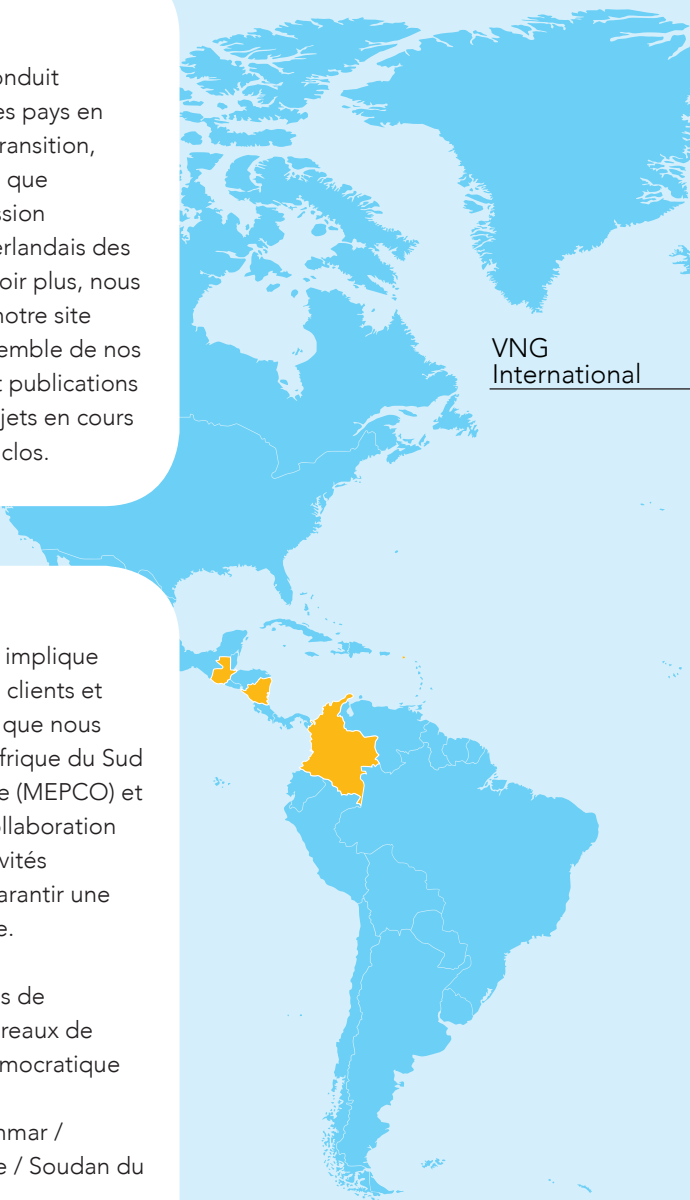 onduit
es pays en
ransition,
que
sion
erlandais des
oir plus, nous
notre site
emble de nos
t publications
jets en cours
clos.
VNG
International
implique
clients et
que nous
frique du Sud
e (MEPCO) et
ollaboration
vités
arantir une
e.
s de
reaux de
mocratique
nmar /
e / Soudan du